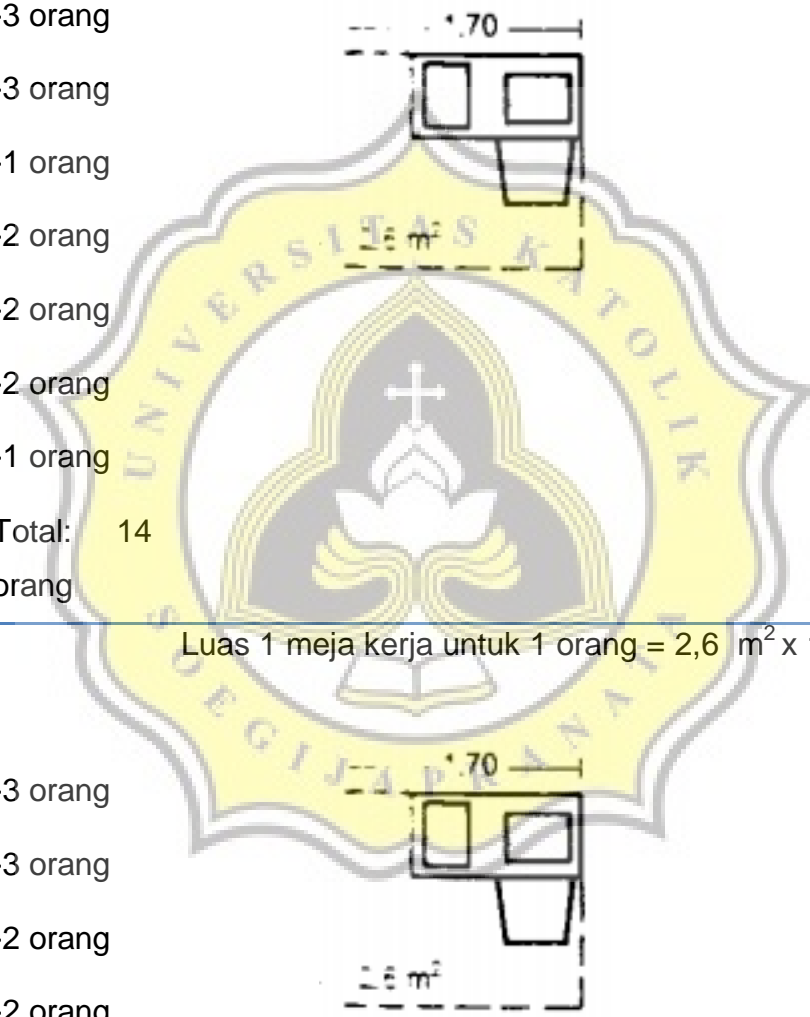 -3 orang
1.70
-3 orang
-1 orang
-2 orang
2.6 m²
-2 orang
-2 orang
-1 orang
Total: 14
orang
UNIVERSITAS KATOLIK
SOEGIJAPRANATA
Luas 1 meja kerja untuk 1 orang = 2,6 m² x
1.70
-3 orang
-3 orang
-2 orang
2.6 m²
-2 orang